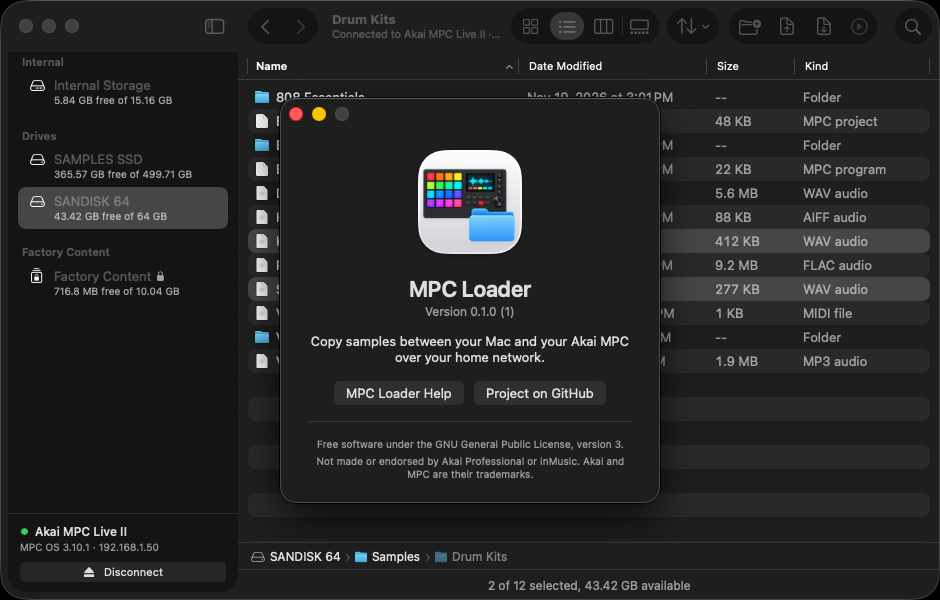 Drum Kits
Connected to Akai MPC Live II ·…
Internal
Internal Storage
5.84 GB free of 15.16 GB
Drives
SAMPLES SSD
365.57 GB free of 499.71 GB
SANDISK 64
43.42 GB free of 64 GB
Factory Content
Factory Content
716.8 MB free of 10.04 GB
Akai MPC Live II
MPC OS 3.10.1 · 192.168.1.50
Disconnect
Name Date Modified Size Kind
808 Essentials Nov 19, 2026 at 3:01 PM -- Folder
48 KB MPC project
-- Folder
22 KB MPC program
5.6 MB WAV audio
88 KB AIFF audio
412 KB WAV audio
9.2 MB FLAC audio
277 KB WAV audio
1 KB MIDI file
-- Folder
1.9 MB MP3 audio
MPC Loader
Version 0.1.0 (1)
Copy samples between your Mac and your Akai MPC
over your home network.
MPC Loader Help
Project on GitHub
Free software under the GNU General Public License, version 3.
Not made or endorsed by Akai Professional or inMusic. Akai and
MPC are their trademarks.
SANDISK 64 › Samples › Drum Kits
2 of 12 selected, 43.42 GB available